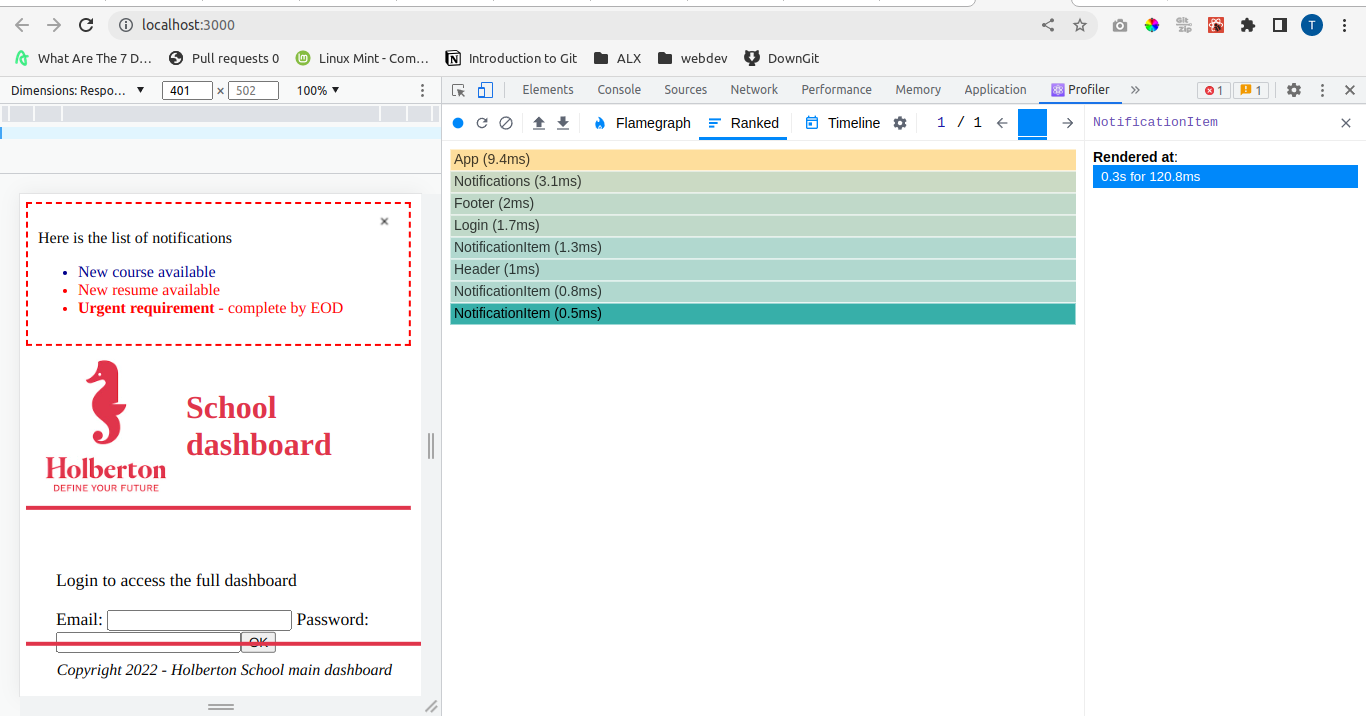 localhost:3000
T
What Are The 7 D…
Pull requests 0
Linux Mint - Com…
Introduction to Git
ALX
webdev
DownGit
Git
zip
Dimensions: Respo…
401
×
502
100%
Elements
Console
Sources
Network
Performance
Memory
Application
Profiler
»
1
1
Flamegraph
Ranked
Timeline
1 / 1
NotificationItem
App (9.4ms)
Notifications (3.1ms)
Footer (2ms)
Login (1.7ms)
NotificationItem (1.3ms)
Header (1ms)
NotificationItem (0.8ms)
NotificationItem (0.5ms)
Rendered at:
0.3s for 120.8ms
Here is the list of notifications
New course available
New resume available
Urgent requirement - complete by EOD
School
dashboard
Holberton
DEFINE YOUR FUTURE
Login to access the full dashboard
Email:
Password:
OK
Copyright 2022 - Holberton School main dashboard